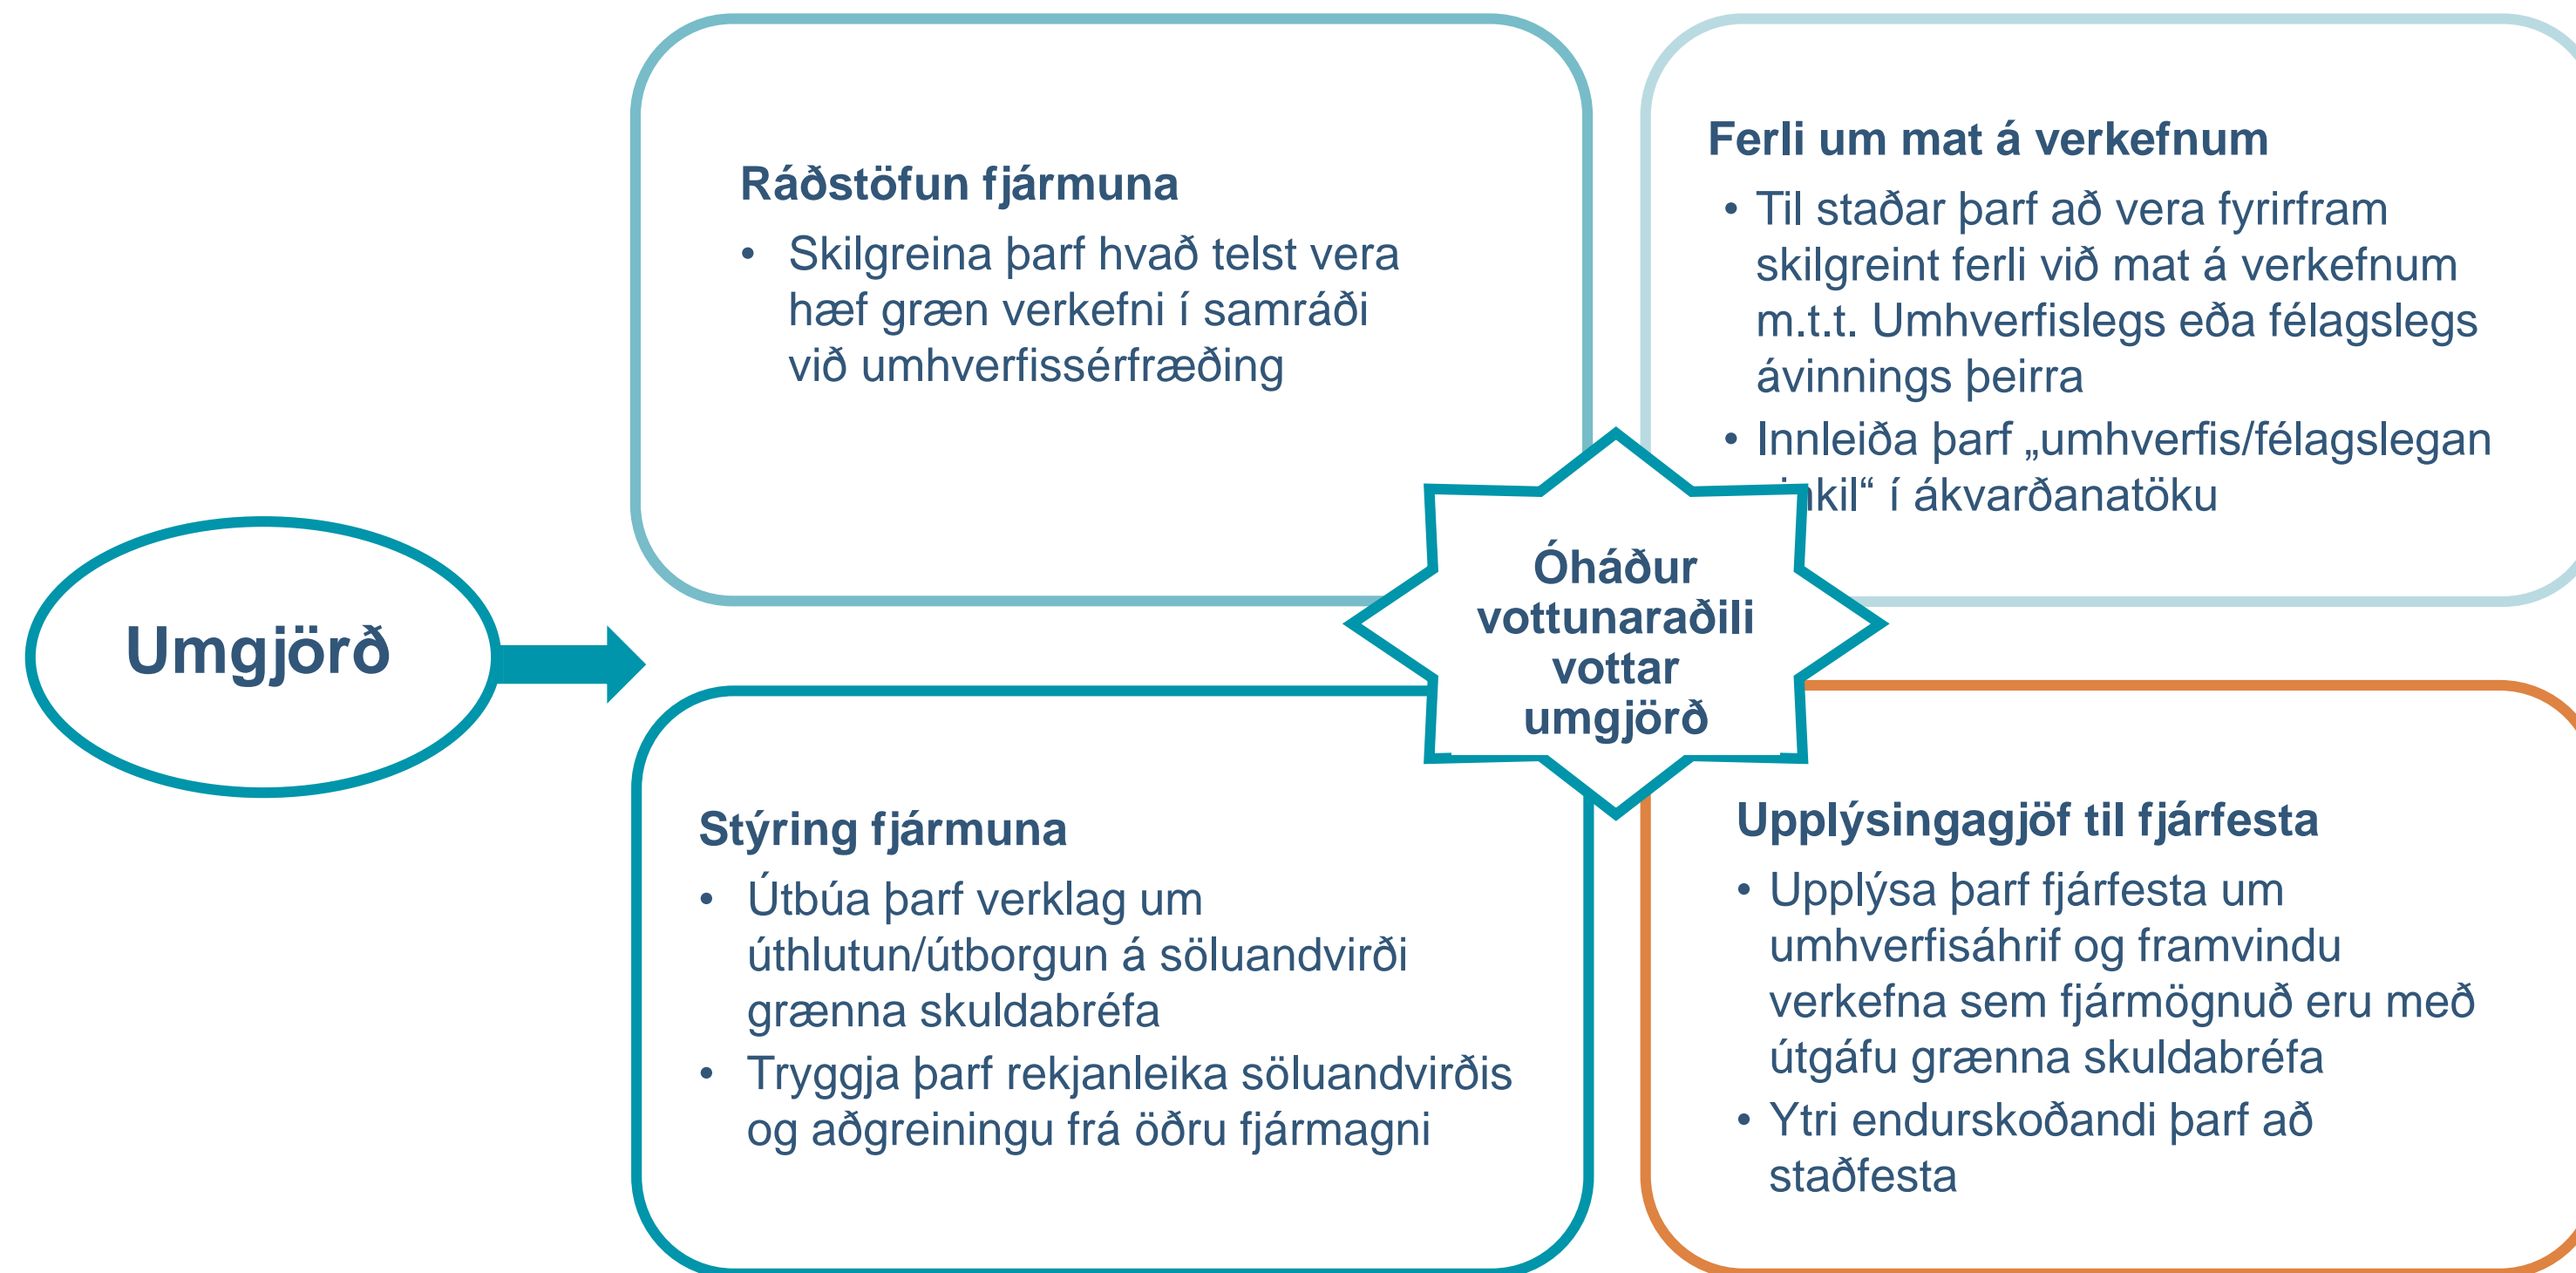 Umgjörð
Ráðstöfun fjármuna
• Skilgreina þarf hvað telst vera
hæf græn verkefni í samráði
við umhverfissérfræðing
Ferli um mat á verkefnum
• Til staðar þarf að vera fyrirfram
skilgreint ferli við mat á verkefnum
m.t.t. Umhverfislegs eða félagslegs
ávinnings þeirra
• Innleiða þarf „umhverfis/félagslegan
í ákvarðanatöku
Óháður
vottunaraðili
vottar
umgjörð
Stýring fjármuna
• Útbúa þarf verklag um
úthlutun/útborgun á söluandvirði
grænna skuldabréfa
• Tryggja þarf rekjanleika söluandvirðis
og aðgreiningu frá öðru fjármagni
Upplýsingagjöf til fjárfesta
• Upplýsa þarf fjárfesta um
umhverfisáhrif og framvindu
verkefna sem fjármögnuð eru með
útgáfu grænna skuldabréfa
• Ytri endurskoðandi þarf að
staðfesta